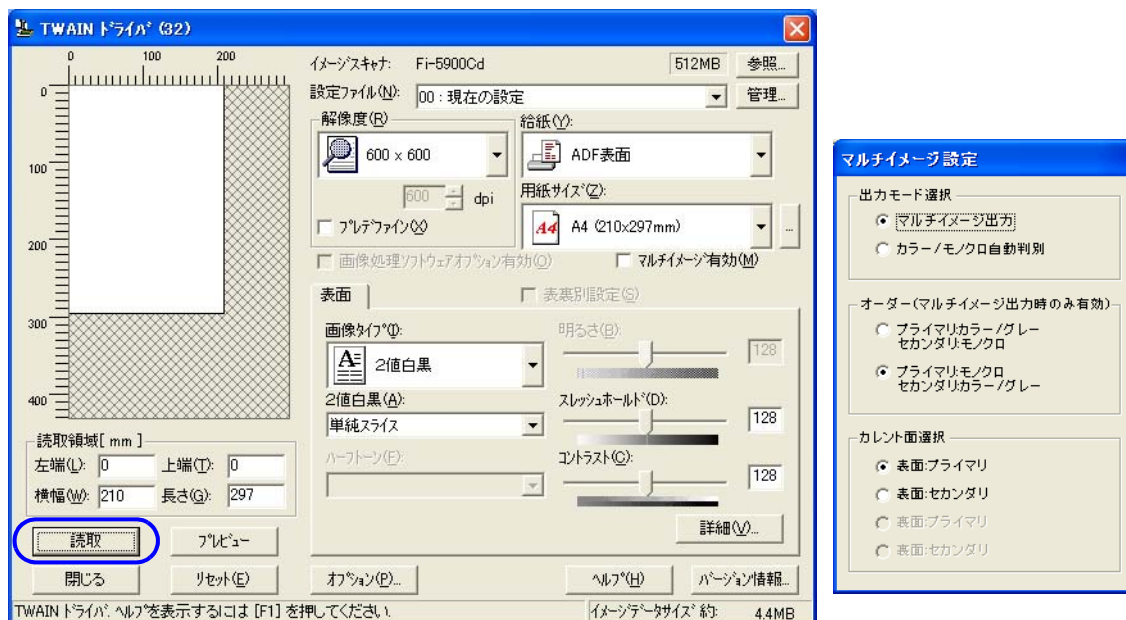 TWAIN ドライバ (32)
0 100 200
0
100
200
300
400
イメージスキャナ: Fi-5900Cd 512MB 参照...
設定ファイル(N): 00 : 現在の設定 管理...
解像度(R)
600 x 600
600 dpi
プレデファイン(X)
給紙(Y):
ADF表面
用紙サイズ(Z):
A4 A4 (210x297mm) ...
画像処理ソフトウェアオプション有効(O) マルチイメージ有効(M)
表面 表裏別設定(S)
画像タイプ(I):
A 2値白黒
2値白黒(A):
単純スライス
ハーフトーン(F):
明るさ(B):
128
スレッシュホールド(D):
128
コントラスト(C):
128
詳細(V)...
読取領域[ mm ]
左端(L): 0 上端(T): 0
横幅(W): 210 長さ(G): 297
読取 プレビュー
閉じる リセット(E) オプション(P)... ヘルプ(H) バージョン情報...
TWAIN ドライバ. ヘルプを表示するには [F1] を押してください. イメージデータサイズ 約: 4.4MB
マルチイメージ設定
出力モード選択
マルチイメージ出力
カラー/モノクロ自動判別
オーダー(マルチイメージ出力時のみ有効)
プライマリ:カラー/グレー
セカンダリ:モノクロ
プライマリ:モノクロ
セカンダリ:カラー/グレー
カレント面選択
表面:プライマリ
表面:セカンダリ
裏面:プライマリ
裏面:セカンダリ